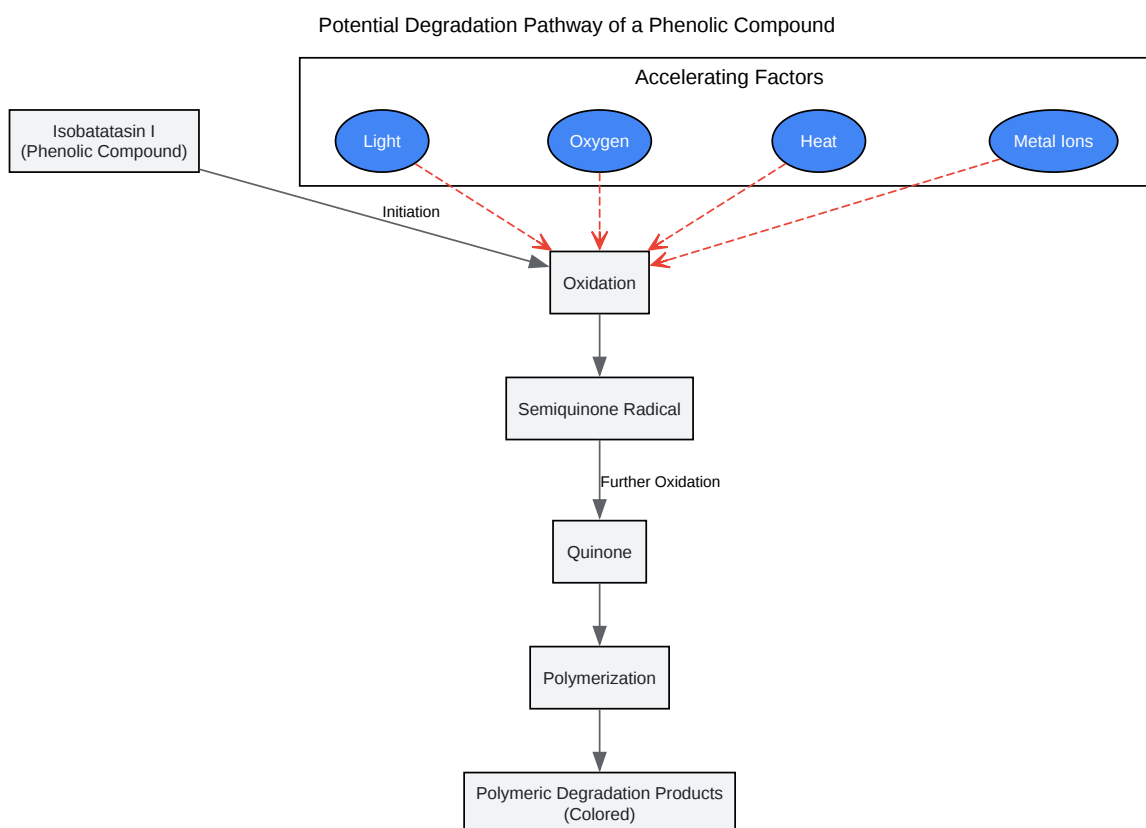 Potential Degradation Pathway of a Phenolic Compound
Accelerating Factors
Isobatatasin I
(Phenolic Compound)
Light
Oxygen
Heat
Metal Ions
Initiation
Oxidation
Semiquinone Radical
Further Oxidation
Quinone
Polymerization
Polymeric Degradation Products
(Colored)